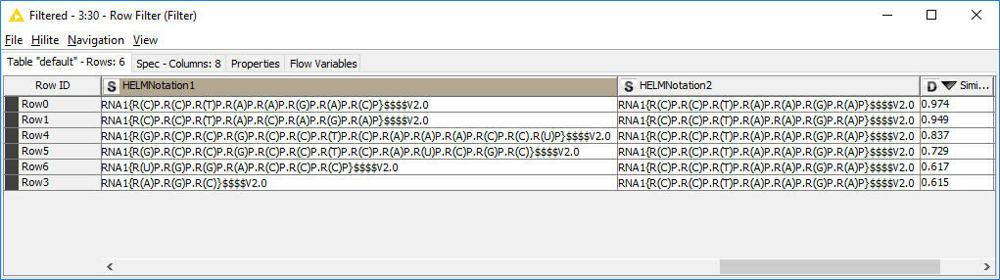 Filtered - 3:30 - Row Filter (Filter)
File Hilite Navigation View
Table "default" - Rows: 6 Spec - Columns: 8 Properties Flow Variables
Row ID S HELMNotation1 S HELMNotation2 D Simi...
Row0 RNA1{R(C)P.R(C)P.R(T)P.R(A)P.R(A)P.R(G)P.R(A)P.R(C)P}$$$$V2.0 RNA1{R(C)P.R(C)P.R(T)P.R(A)P.R(A)P.R(G)P.R(A)P}$$$$V2.0 0.974
Row1 RNA1{R(C)P.R(T)P.R(A)P.R(A)P.R(C)P.R(A)P.R(G)P.R(A)P}$$$$V2.0 RNA1{R(C)P.R(C)P.R(T)P.R(A)P.R(A)P.R(G)P.R(A)P}$$$$V2.0 0.949
Row4 RNA1{R(G)P.R(C)P.R(G)P.R(C)P.R(C)P.R(T)P.R(C)P.R(A)P.R(A)P.R(A)P.R(C)P.R(C).R(U)P}$$$$V2.0 RNA1{R(C)P.R(C)P.R(T)P.R(A)P.R(A)P.R(G)P.R(A)P}$$$$V2.0 0.837
Row5 RNA1{R(G)P.R(C)P.R(G)P.R(C)P.R(C)P.R(T)P.R(C)P.R(A)P.R(U)P.R(C)P.R(G)P.R(C)}$$$$V2.0 RNA1{R(C)P.R(C)P.R(T)P.R(A)P.R(A)P.R(G)P.R(A)P}$$$$V2.0 0.729
Row6 RNA1{R(U)P.R(G)P.R(G)P.R(A)P.R(C)P.R(C)P.R(C)P}$$$$V2.0 RNA1{R(C)P.R(C)P.R(T)P.R(A)P.R(A)P.R(G)P.R(A)P}$$$$V2.0 0.617
Row3 RNA1{R(A)P.R(G)P.R(C)}$$$$V2.0 RNA1{R(C)P.R(C)P.R(T)P.R(A)P.R(A)P.R(G)P.R(A)P}$$$$V2.0 0.615